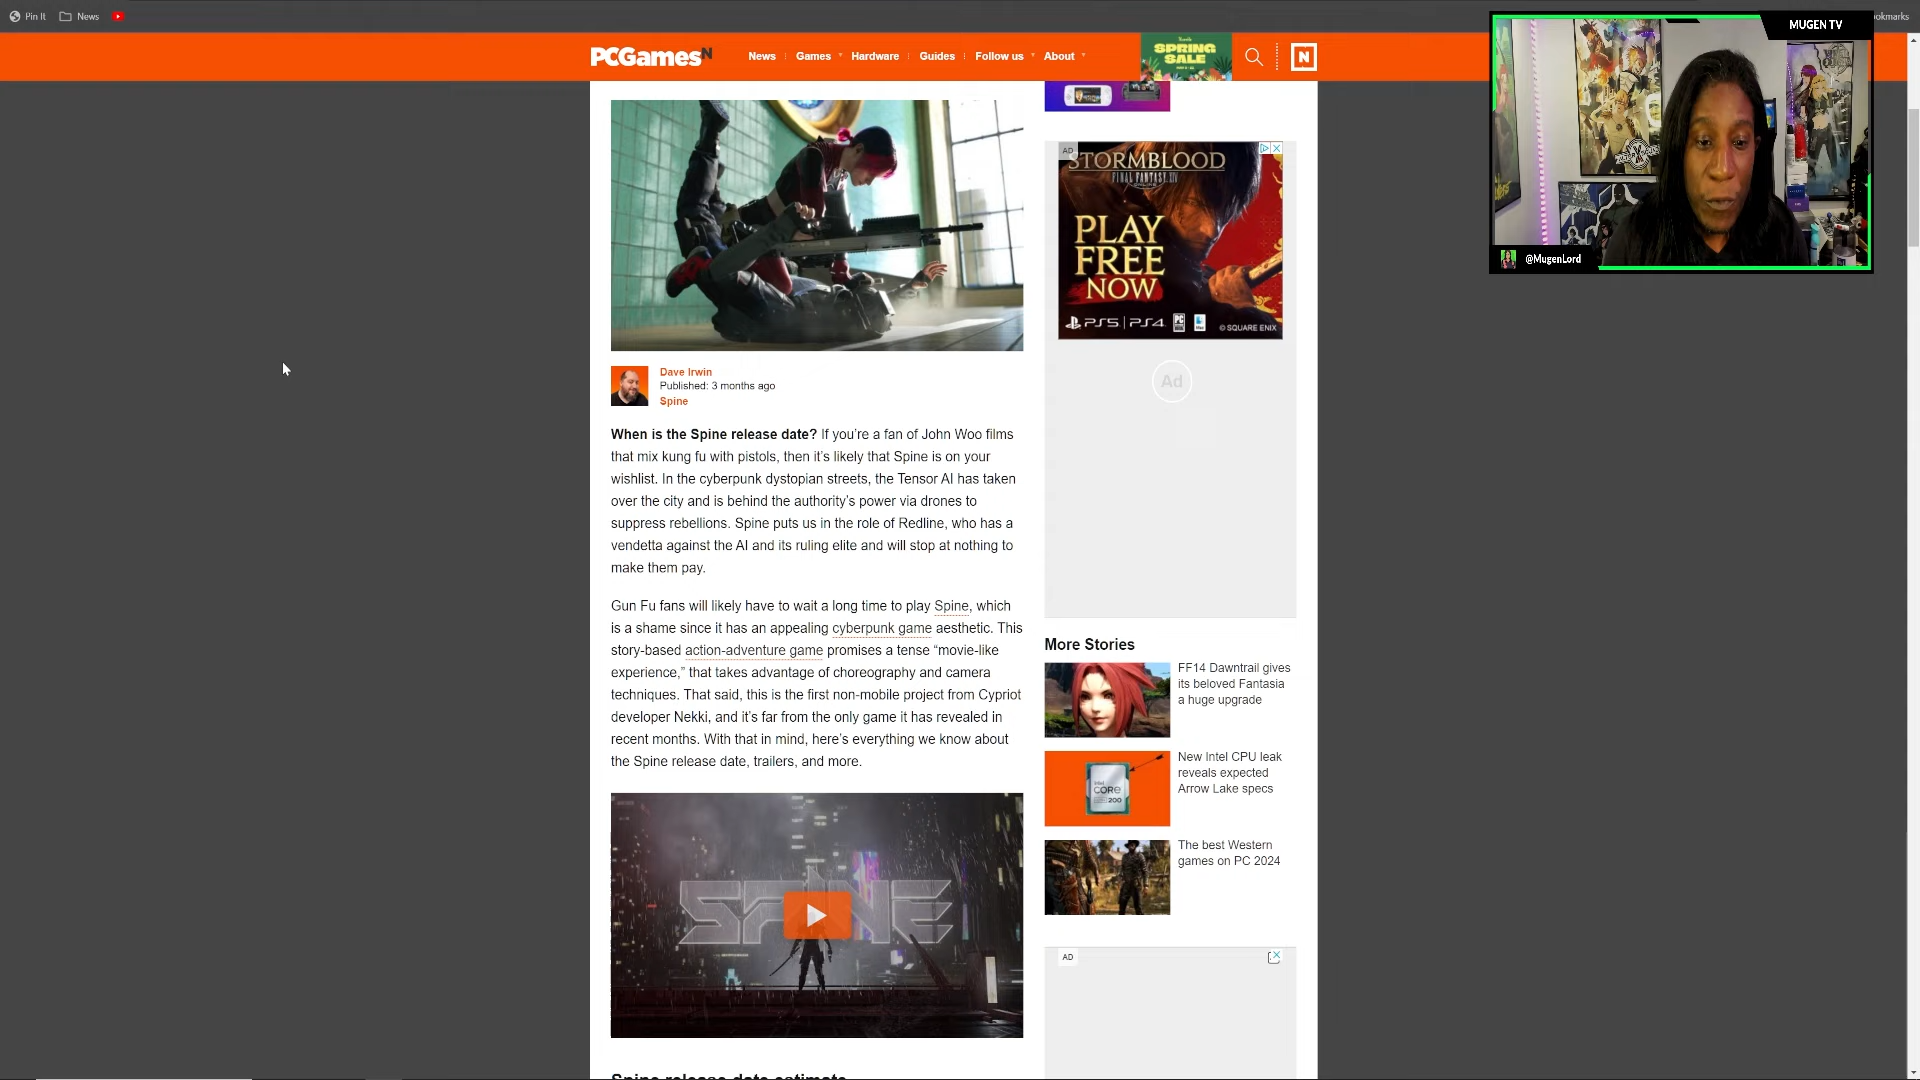 Pin It
News
okmarks
MUGEN TV
PCGamesN
News
Games
Hardware
Guides
Follow us
About
SPRING
SALE
N
@MugenLord
AD
STORMBLOOD
FINAL FANTASY XIV
ONLINE
PLAY
FREE
NOW
PS5 | PS4
PC
Mac
© SQUARE ENIX
Ad
Dave Irwin
Published: 3 months ago
Spine
When is the Spine release date? If you're a fan of John Woo films
that mix kung fu with pistols, then it's likely that Spine is on your
wishlist. In the cyberpunk dystopian streets, the Tensor AI has taken
over the city and is behind the authority's power via drones to
suppress rebellions. Spine puts us in the role of Redline, who has a
vendetta against the AI and its ruling elite and will stop at nothing to
make them pay.
Gun Fu fans will likely have to wait a long time to play Spine, which
is a shame since it has an appealing cyberpunk game aesthetic. This
story-based action-adventure game promises a tense “movie-like
experience,” that takes advantage of choreography and camera
techniques. That said, this is the first non-mobile project from Cypriot
developer Nekki, and it's far from the only game it has revealed in
recent months. With that in mind, here's everything we know about
the Spine release date, trailers, and more.
SPINE
More Stories
FF14 Dawntrail gives
its beloved Fantasia
a huge upgrade
intel
CORE
200
New Intel CPU leak
reveals expected
Arrow Lake specs
The best Western
games on PC 2024
AD
Spine release date estimate